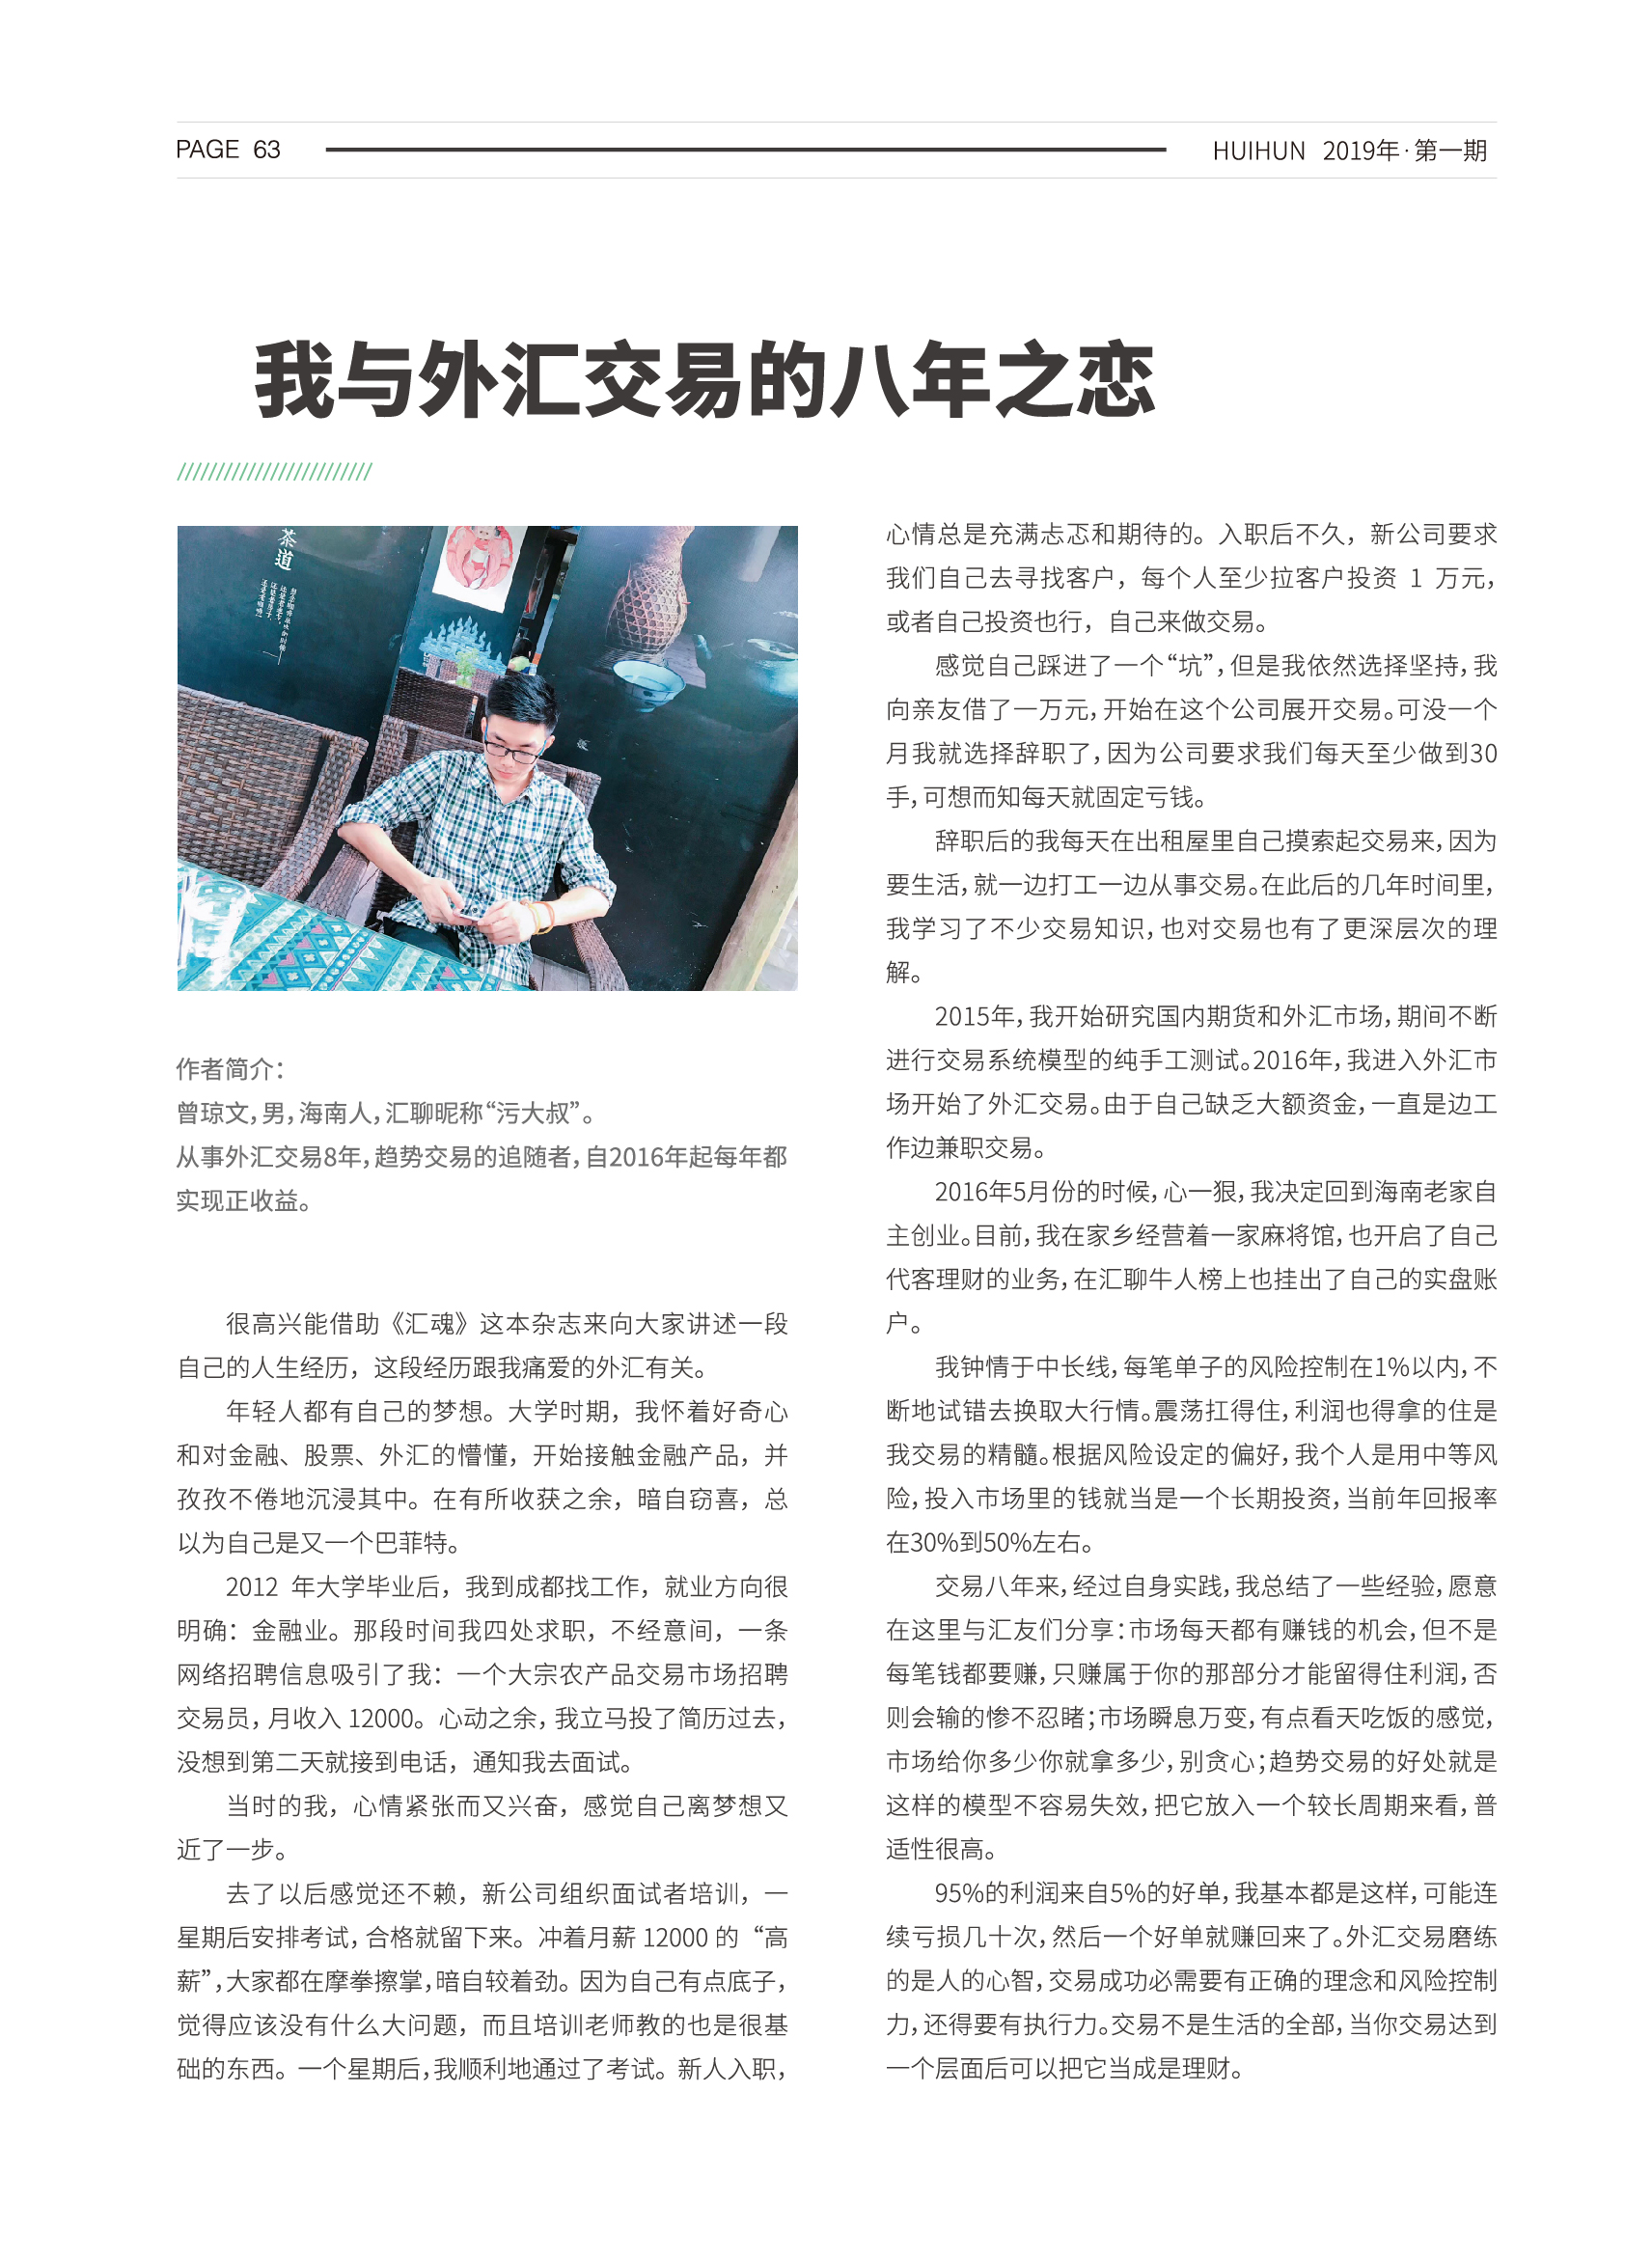 PAGE 63
HUIHUN 2019年·第一期
我与外汇交易的八年之恋
茶道
作者简介：
曾琼文，男，海南人，汇聊昵称“污大叔”。
从事外汇交易8年，趋势交易的追随者，自2016年起每年都
实现正收益。
很高兴能借助《汇魂》这本杂志来向大家讲述一段
自己的人生经历，这段经历跟我痛爱的外汇有关。
年轻人都有自己的梦想。大学时期，我怀着好奇心
和对金融、股票、外汇的懵懂，开始接触金融产品，并
孜孜不倦地沉浸其中。在有所收获之余，暗自窃喜，总
以为自己是又一个巴菲特。
2012 年大学毕业后，我到成都找工作，就业方向很
明确：金融业。那段时间我四处求职，不经意间，一条
网络招聘信息吸引了我：一个大宗农产品交易市场招聘
交易员，月收入 12000。心动之余，我立马投了简历过去，
没想到第二天就接到电话，通知我去面试。
当时的我，心情紧张而又兴奋，感觉自己离梦想又
近了一步。
去了以后感觉还不赖，新公司组织面试者培训，一
星期后安排考试，合格就留下来。冲着月薪 12000 的“高
薪”，大家都在摩拳擦掌，暗自较着劲。因为自己有点底子，
觉得应该没有什么大问题，而且培训老师教的也是很基
础的东西。一个星期后，我顺利地通过了考试。新人入职，
心情总是充满忐忑和期待的。入职后不久，新公司要求
我们自己去寻找客户，每个人至少拉客户投资 1 万元，
或者自己投资也行，自己来做交易。
感觉自己踩进了一个“坑”，但是我依然选择坚持，我
向亲友借了一万元，开始在这个公司展开交易。可没一个
月我就选择辞职了，因为公司要求我们每天至少做到30
手，可想而知每天就固定亏钱。
辞职后的我每天在出租屋里自己摸索起交易来，因为
要生活，就一边打工一边从事交易。在此后的几年时间里，
我学习了不少交易知识，也对交易也有了更深层次的理
解。
2015年，我开始研究国内期货和外汇市场，期间不断
进行交易系统模型的纯手工测试。2016年，我进入外汇市
场开始了外汇交易。由于自己缺乏大额资金，一直是边工
作边兼职交易。
2016年5月份的时候，心一狠，我决定回到海南老家自
主创业。目前，我在家乡经营着一家麻将馆，也开启了自己
代客理财的业务，在汇聊牛人榜上也挂出了自己的实盘账
户。
我钟情于中长线，每笔单子的风险控制在1%以内，不
断地试错去换取大行情。震荡扛得住，利润也得拿的住是
我交易的精髓。根据风险设定的偏好，我个人是用中等风
险，投入市场里的钱就当是一个长期投资，当前年回报率
在30%到50%左右。
交易八年来，经过自身实践，我总结了一些经验，愿意
在这里与汇友们分享：市场每天都有赚钱的机会，但不是
每笔钱都要赚，只赚属于你的那部分才能留得住利润，否
则会输的惨不忍睹；市场瞬息万变，有点看天吃饭的感觉，
市场给你多少你就拿多少，别贪心；趋势交易的好处就是
这样的模型不容易失效，把它放入一个较长周期来看，普
适性很高。
95%的利润来自5%的好单，我基本都是这样，可能连
续亏损几十次，然后一个好单就赚回来了。外汇交易磨练
的是人的心智，交易成功必需要有正确的理念和风险控制
力，还得要有执行力。交易不是生活的全部，当你交易达到
一个层面后可以把它当成是理财。